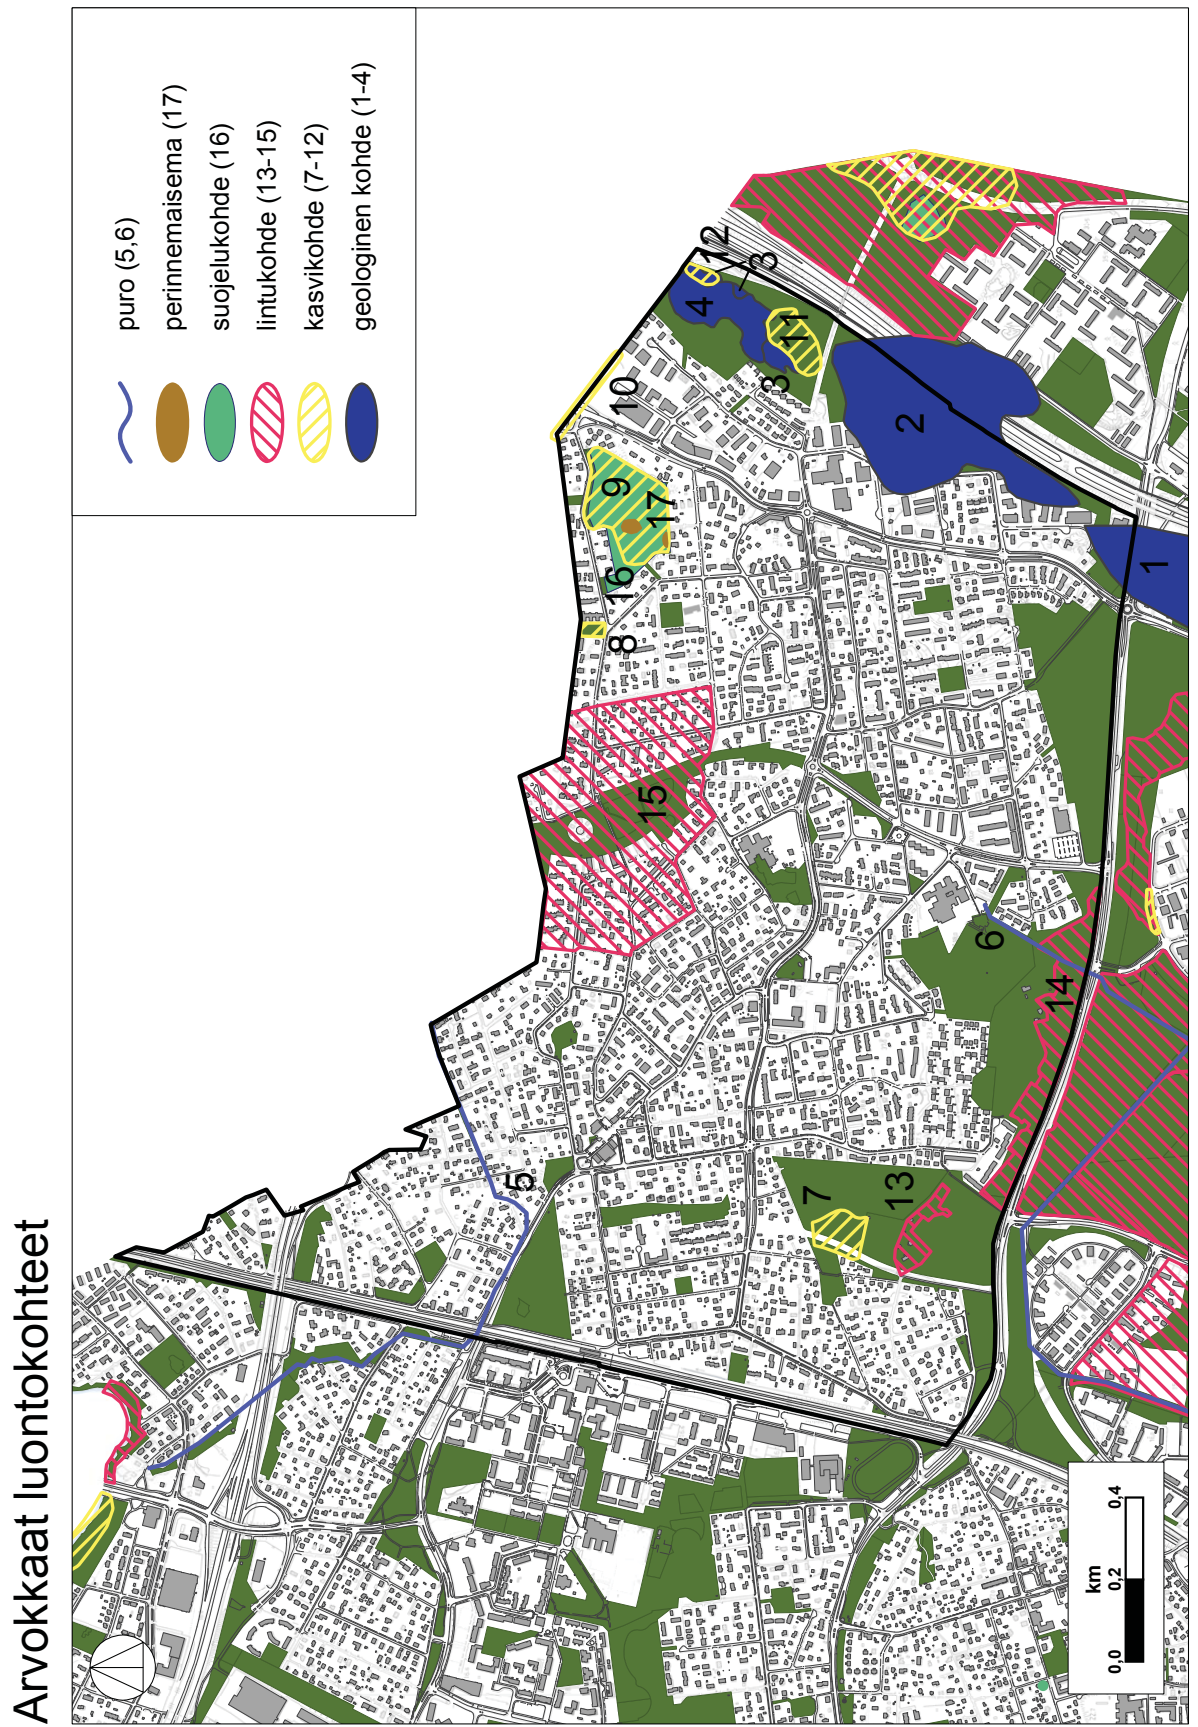 Arvokkaat luontokohteet
puro (5,6)
perinnemaisema (17)
suojelukohde (16)
lintukohde (13-15)
kasvikohde (7-12)
geologinen kohde (1-4)
12
3
4
11
3
10
2
9
17
16
1
8
15
6
14
5
7
13
km
0,0 0,2 0,4